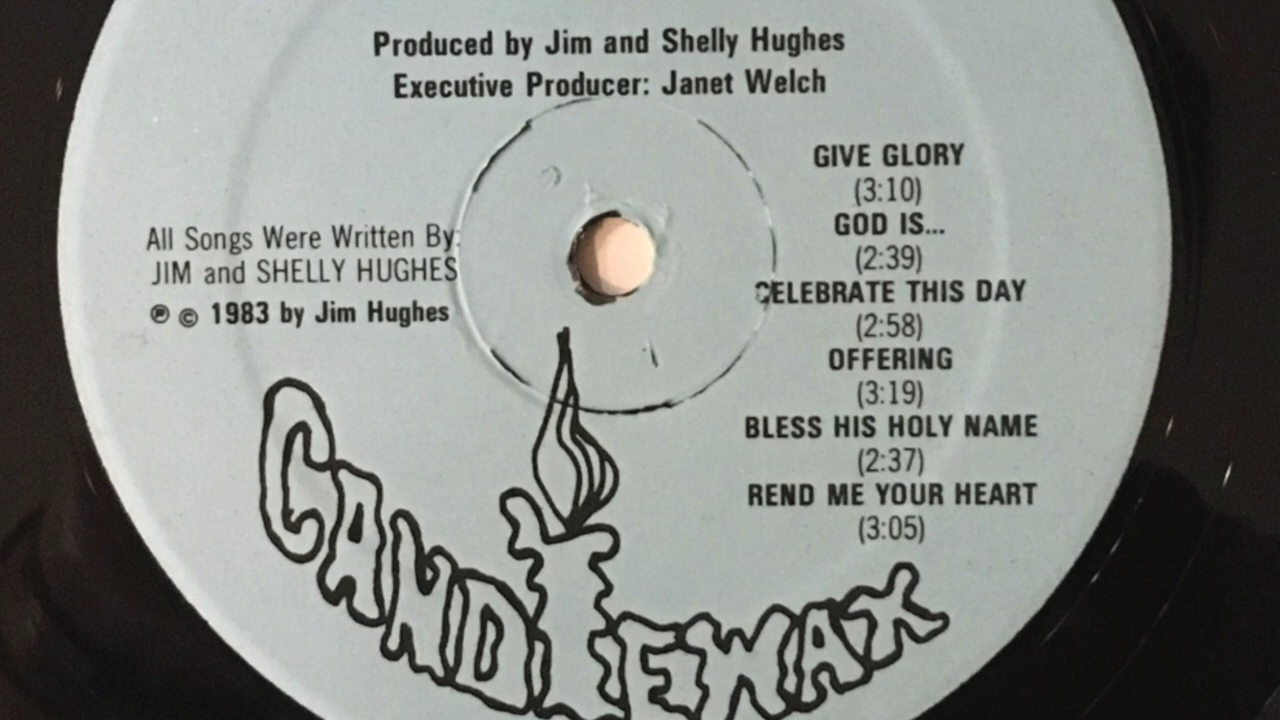 Produced by Jim and Shelly Hughes
Executive Producer: Janet Welch
All Songs Were Written By:
JIM and SHELLY HUGHES
℗ © 1983 by Jim Hughes
GIVE GLORY
(3:10)
GOD IS...
(2:39)
CELEBRATE THIS DAY
(2:58)
OFFERING
(3:19)
BLESS HIS HOLY NAME
(2:37)
REND ME YOUR HEART
(3:05)
CANDLEWAX